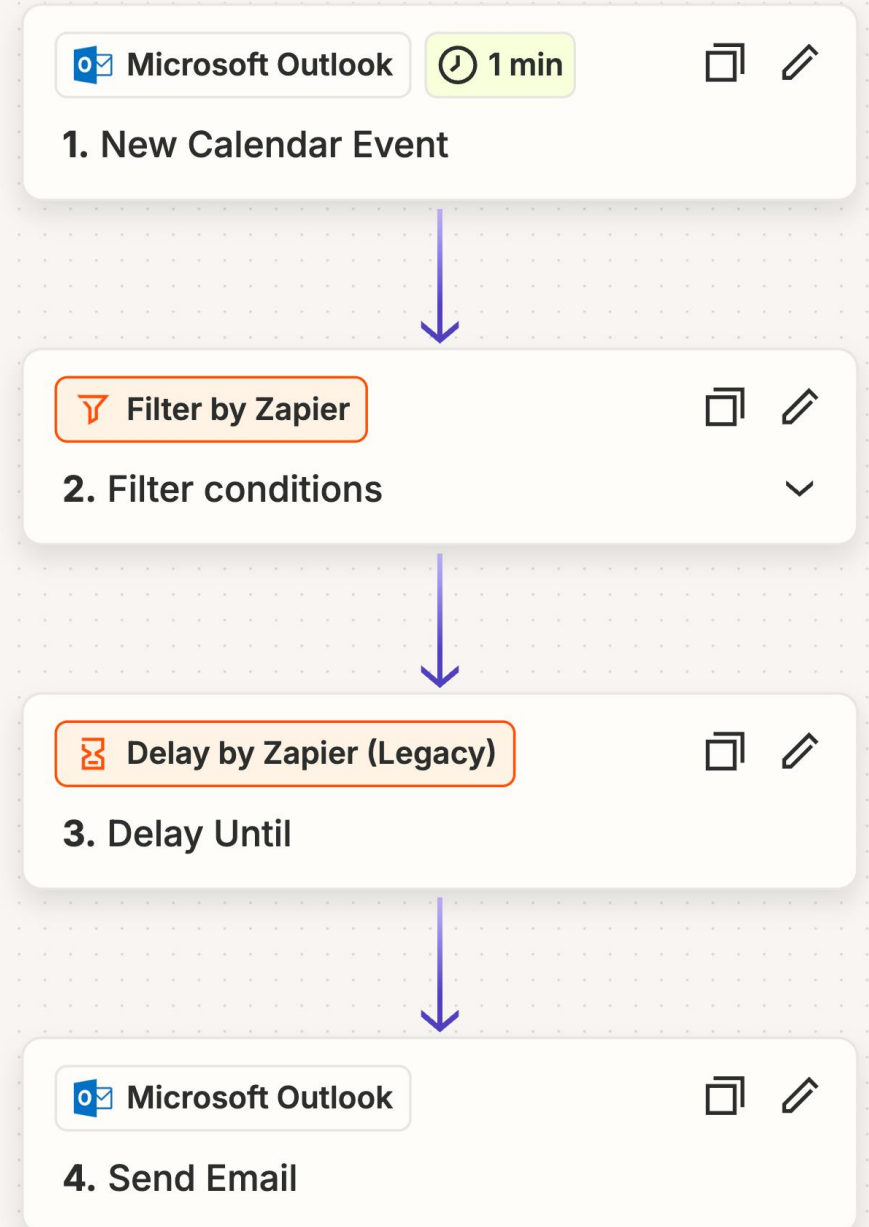 Microsoft Outlook 1 min
1. New Calendar Event
Filter by Zapier
2. Filter conditions
Delay by Zapier (Legacy)
3. Delay Until
Microsoft Outlook
4. Send Email